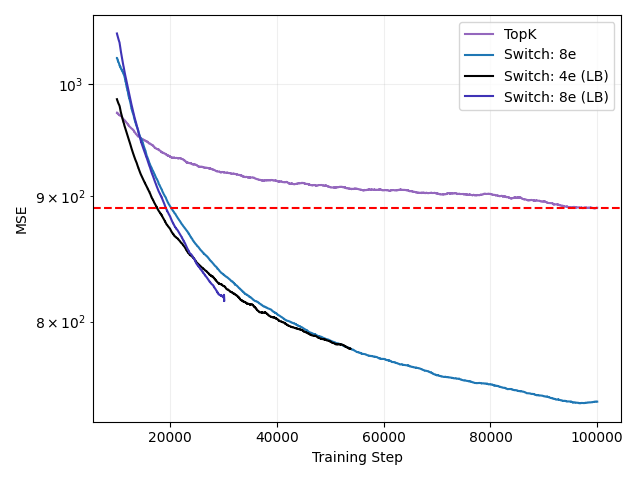 TopK
Switch: 8e
Switch: 4e (LB)
Switch: 8e (LB)
10³
9 × 10²
8 × 10²
MSE
20000 40000 60000 80000 100000
Training Step